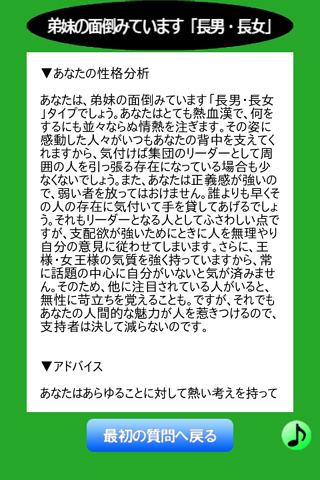 弟妹の面倒みています「長男・長女」
▼あなたの性格分析
あなたは、弟妹の面倒みています「長男・長女
」タイプでしょう。あなたはとても熱血漢で、何を
するにも並々ならぬ情熱を注ぎます。その姿に
感動した人々がいつもあなたの背中を支えてく
れますから、気付けば集団のリーダーとして周
囲の人を引っ張る存在になっている場合も少
なくないでしょう。また、あなたは正義感が強いの
で、弱い者を放ってはおけません。誰よりも早くそ
の人の存在に気付いて手を貸してあげるでしょ
う。それもリーダーとなる人としてふさわしい点で
すが、支配欲が強いためにときに人を無理やり
自分の意見に従わせてしまいます。さらに、王
様・女王様の気質を強く持っていますから、常
に話題の中心に自分がいないと気が済みませ
ん。そのため、他に注目されている人がいると、
無性に苛立ちを覚えることも。ですが、それでも
あなたの人間的な魅力が人を惹きつけるので、
支持者は決して減らないのです。
▼アドバイス
あなたはあらゆることに対して熱い考えを持って
最初の質問へ戻る